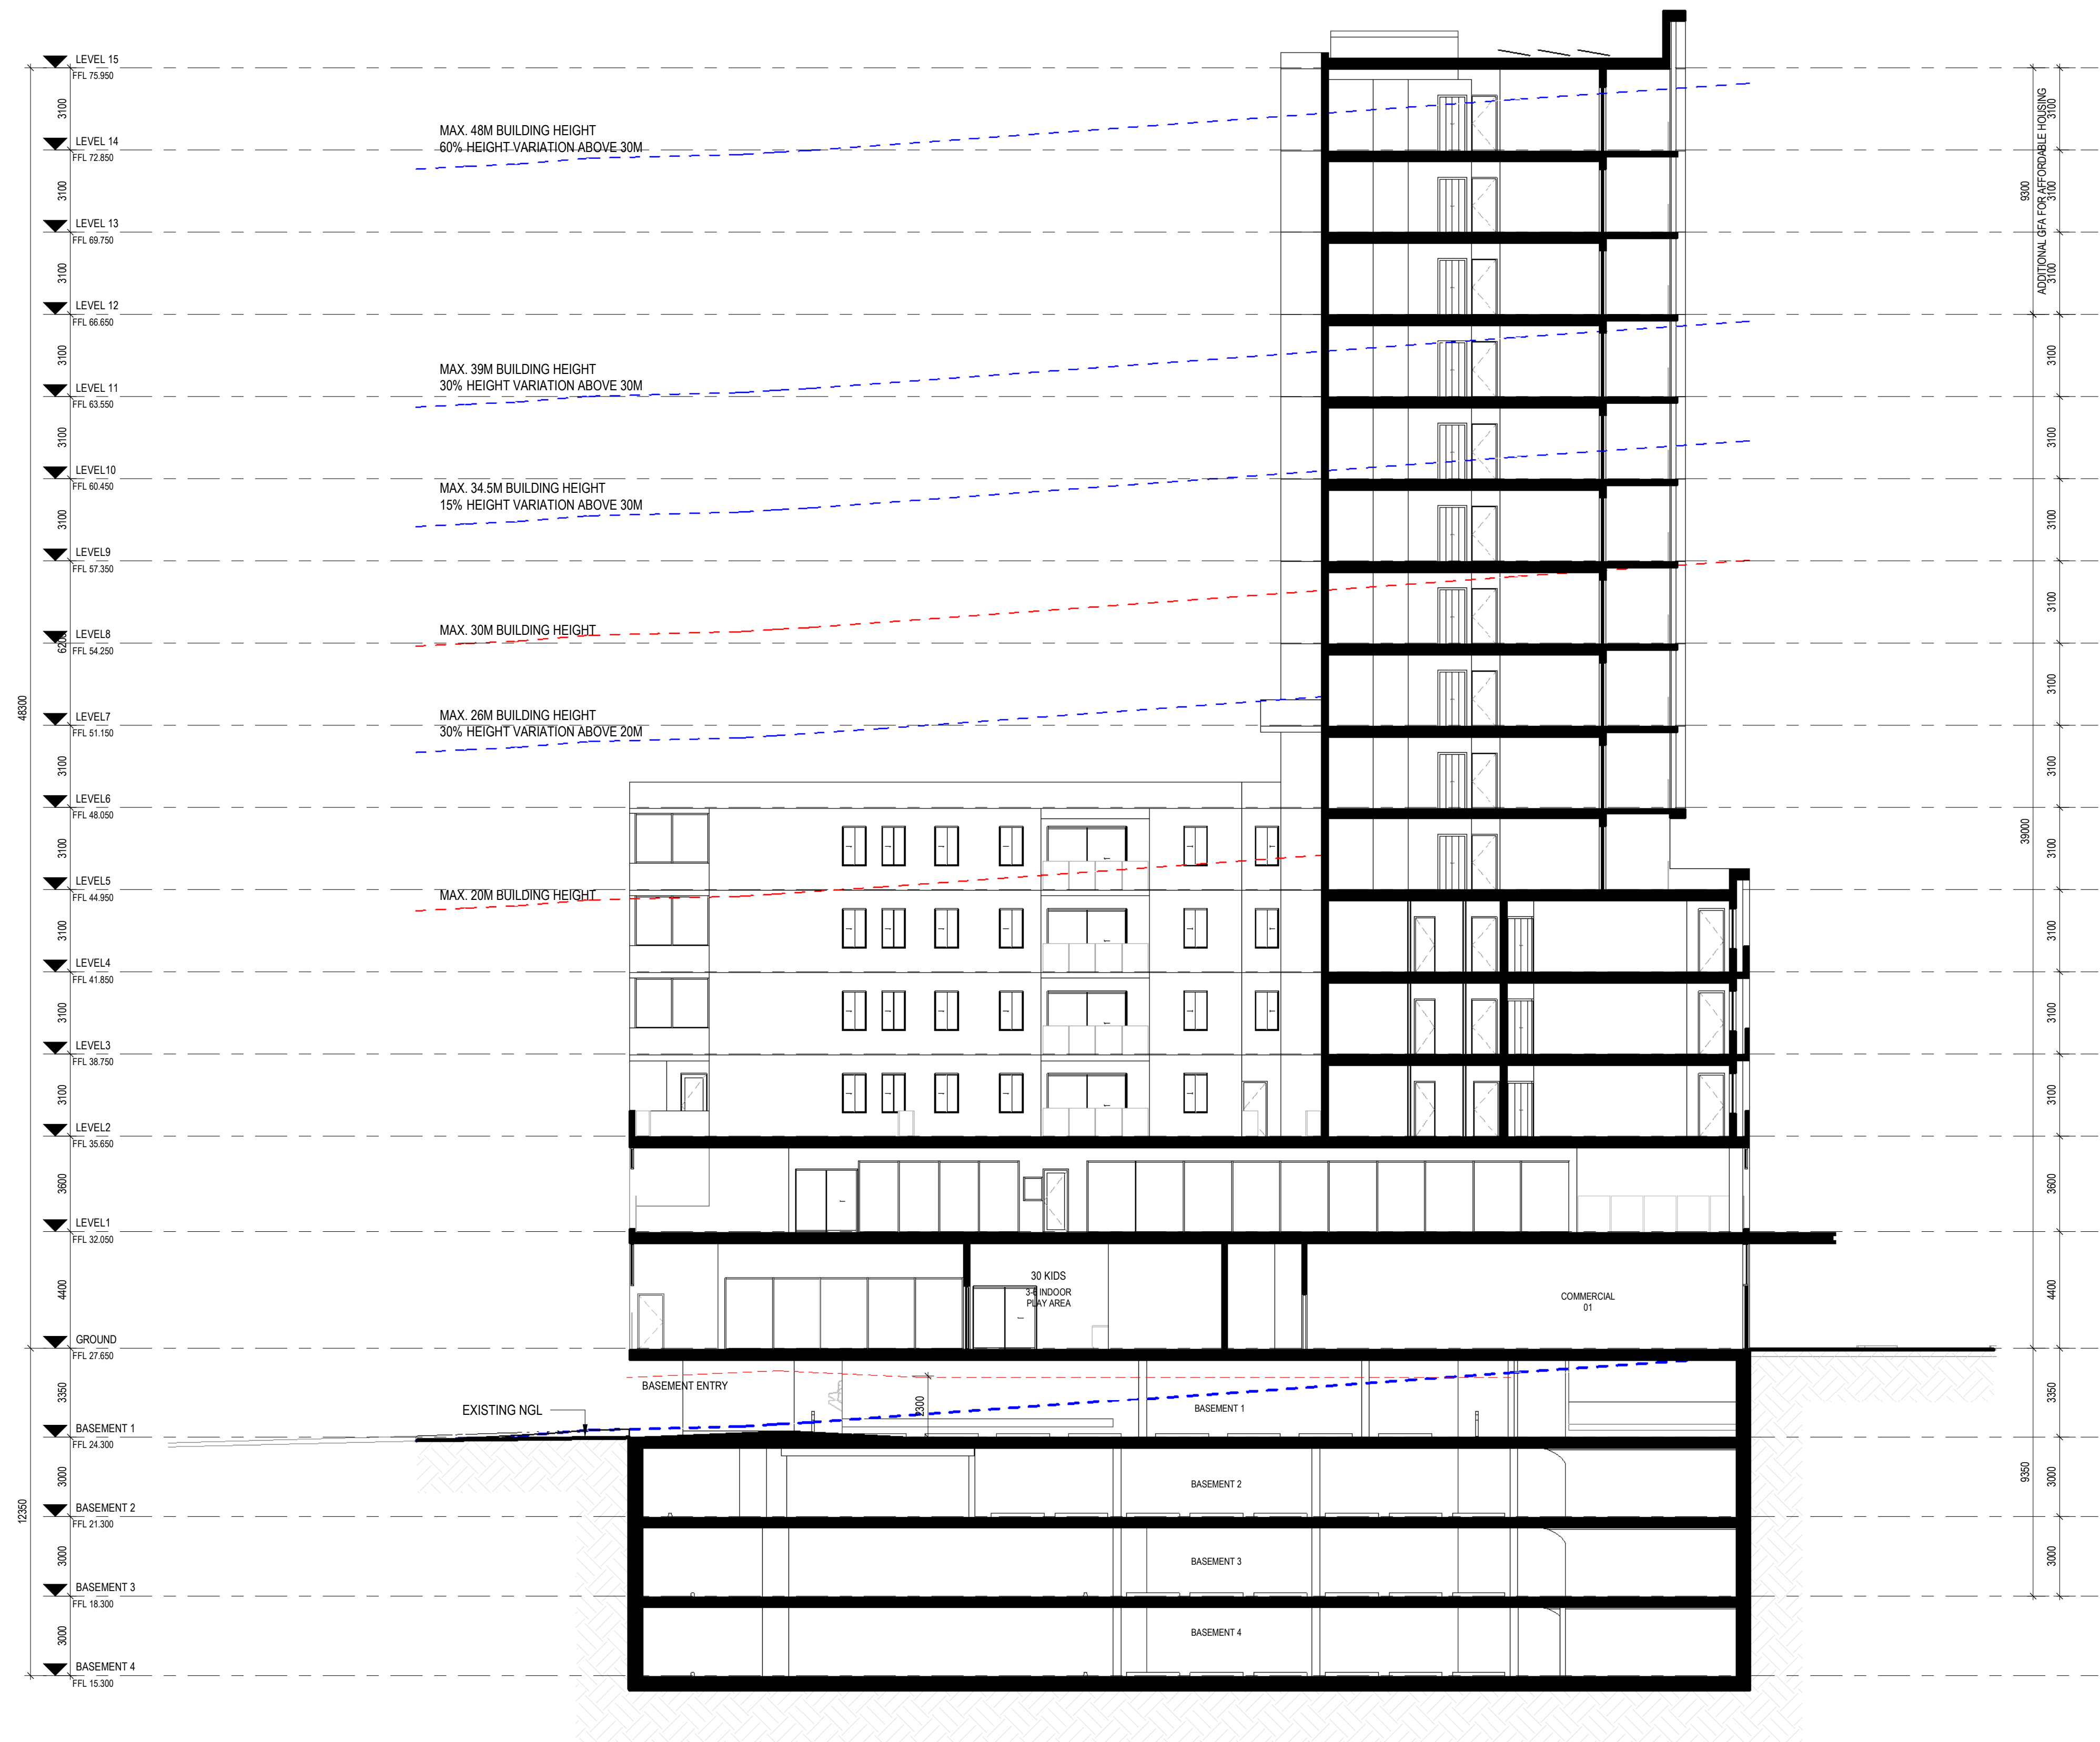 LEVEL 15
FFL 75.950
3100
LEVEL 14
FFL 72.850
3100
LEVEL 13
FFL 69.750
3100
LEVEL 12
FFL 66.650
3100
LEVEL 11
FFL 63.550
3100
LEVEL10
FFL 60.450
3100
LEVEL9
FFL 57.350
LEVEL8
FFL 54.250
LEVEL7
FFL 51.150
3100
LEVEL6
FFL 48.050
3100
LEVEL5
FFL 44.950
3100
LEVEL4
FFL 41.850
3100
LEVEL3
FFL 38.750
3100
LEVEL2
FFL 35.650
3600
LEVEL1
FFL 32.050
4400
GROUND
FFL 27.650
3350
BASEMENT 1
FFL 24.300
3000
BASEMENT 2
FFL 21.300
3000
BASEMENT 3
FFL 18.300
3000
BASEMENT 4
FFL 15.300
48300
12350
MAX. 48M BUILDING HEIGHT
60% HEIGHT VARIATION ABOVE 30M
MAX. 39M BUILDING HEIGHT
30% HEIGHT VARIATION ABOVE 30M
MAX. 34.5M BUILDING HEIGHT
15% HEIGHT VARIATION ABOVE 30M
MAX. 30M BUILDING HEIGHT
MAX. 26M BUILDING HEIGHT
30% HEIGHT VARIATION ABOVE 20M
MAX. 20M BUILDING HEIGHT
30 KIDS
3-6 INDOOR
PLAY AREA
COMMERCIAL
01
BASEMENT ENTRY
2300
EXISTING NGL
BASEMENT 1
BASEMENT 2
BASEMENT 3
BASEMENT 4
9300
ADDITIONAL GFA FOR AFFORDABLE HOUSING
39000
9350
3100
3100
3100
3100
3100
3100
3100
3100
3100
3100
3100
3100
3100
3600
4400
3350
3000
3000